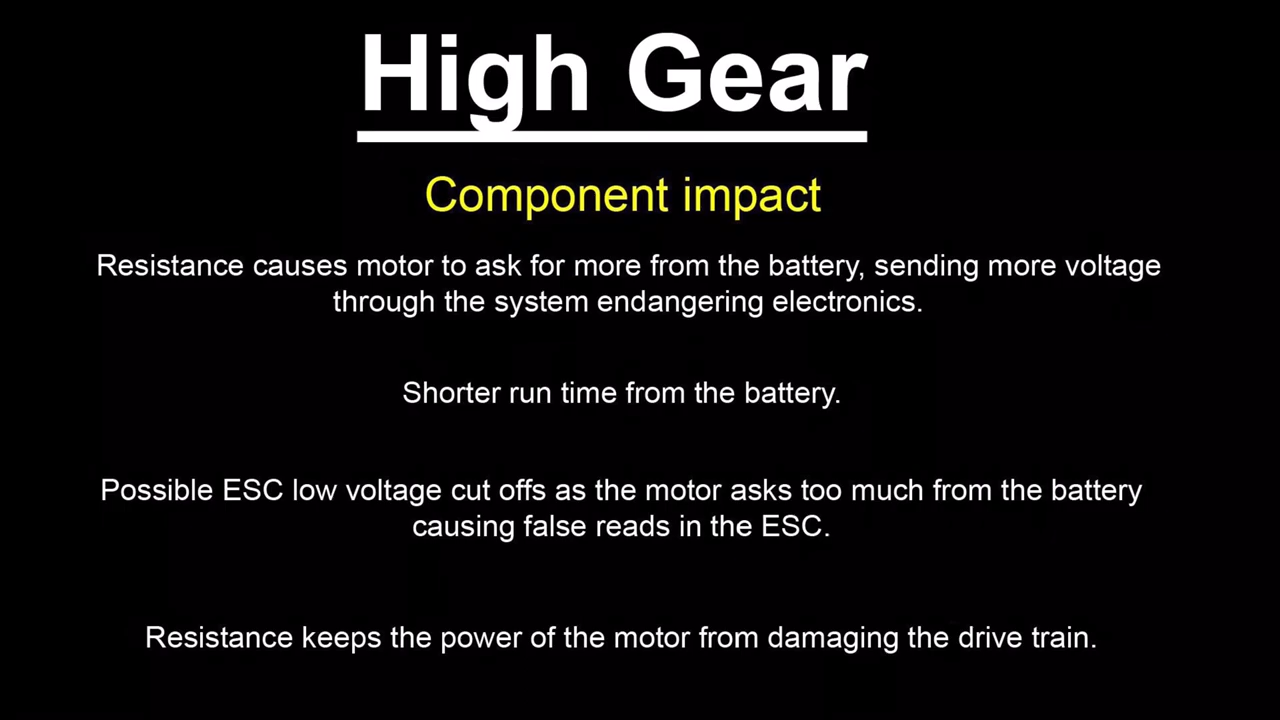 High Gear
Component impact
Resistance causes motor to ask for more from the battery, sending more voltage
through the system endangering electronics.
Shorter run time from the battery.
Possible ESC low voltage cut offs as the motor asks too much from the battery
causing false reads in the ESC.
Resistance keeps the power of the motor from damaging the drive train.